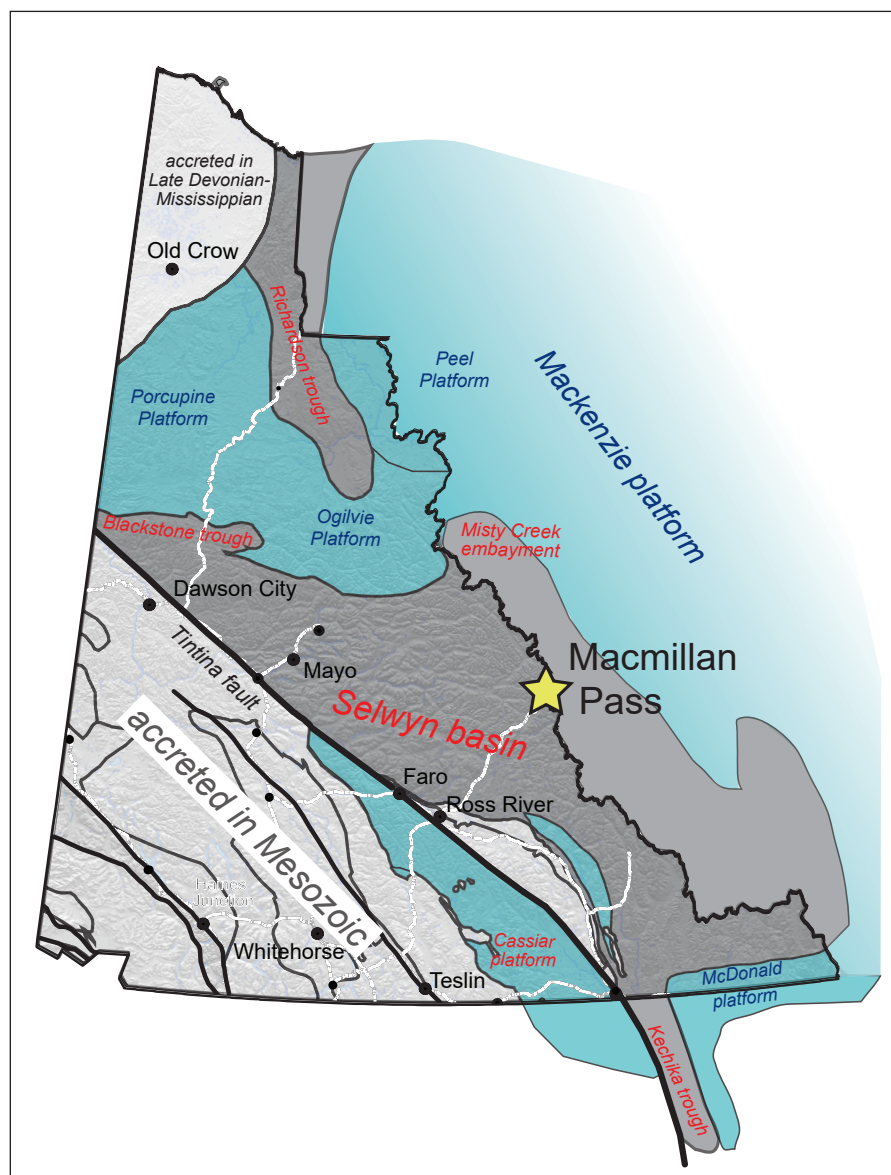 accreted in
Late Devonian-
Mississippian
Old Crow
Richardson trough
Peel
Platform
Mackenzie platform
Porcupine
Platform
Ogilvie
Platform
Blackstone trough
Misty Creek
embayment
Dawson City
Tintina fault
Mayo
Macmillan
Pass
Selwyn basin
accreted in Mesozoic
Faro
Ross River
Haines
Junction
Whitehorse
Cassiar
platform
Teslin
McDonald
platform
Kechika trough